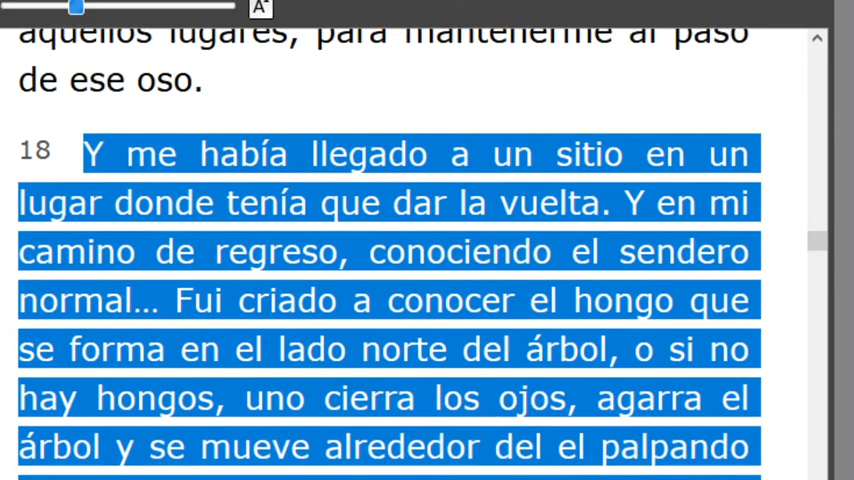 A
aquellos lugares, para mantenerme al paso
de ese oso.
18 Y me había llegado a un sitio en un
lugar donde tenía que dar la vuelta. Y en mi
camino de regreso, conociendo el sendero
normal... Fui criado a conocer el hongo que
se forma en el lado norte del árbol, o si no
hay hongos, uno cierra los ojos, agarra el
árbol y se mueve alrededor del el palpando